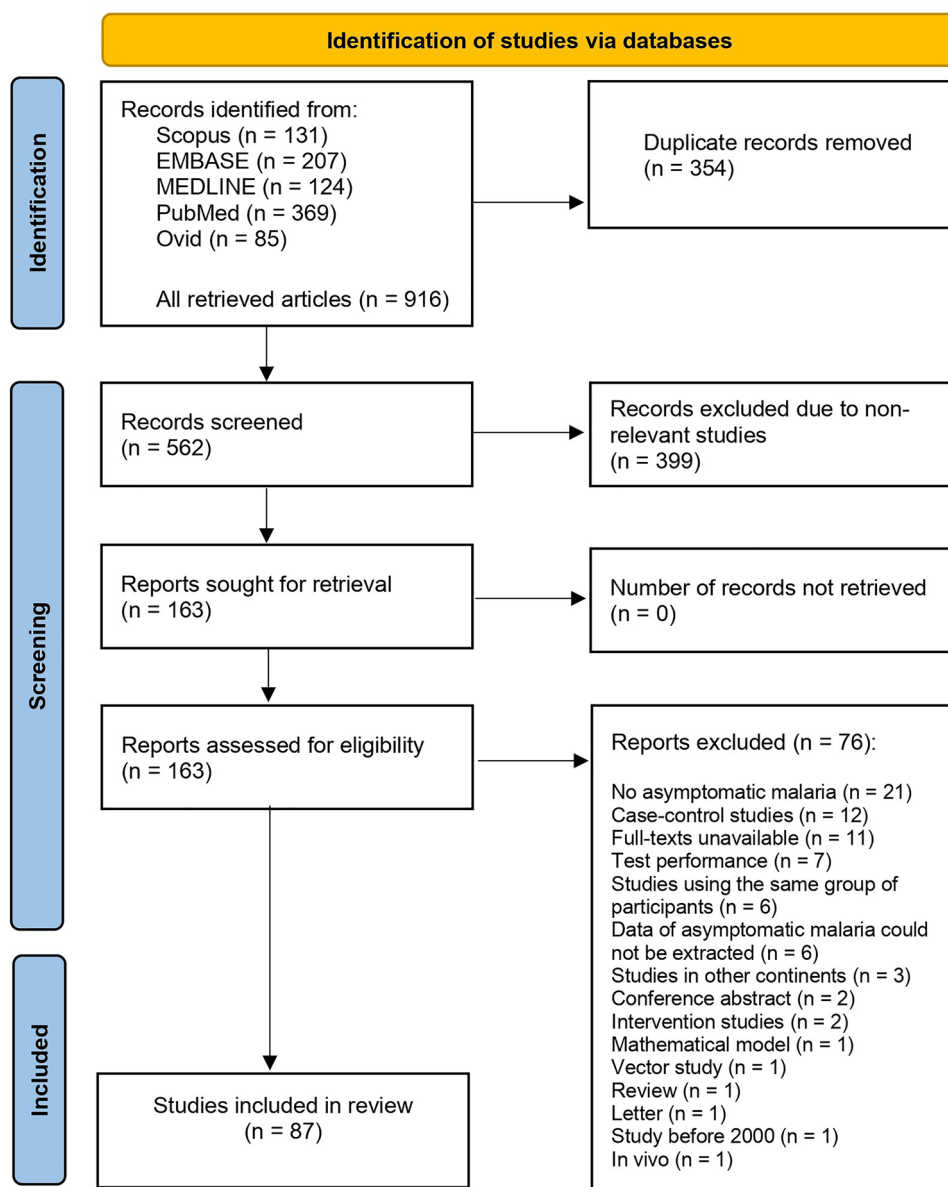 Identification of studies via databases
Identification
Records identified from:
Scopus (n = 131)
EMBASE (n = 207)
MEDLINE (n = 124)
PubMed (n = 369)
Ovid (n = 85)
All retrieved articles (n = 916)
Duplicate records removed
(n = 354)
Screening
Records screened
(n = 562)
Records excluded due to non-
relevant studies
(n = 399)
Reports sought for retrieval
(n = 163)
Number of records not retrieved
(n = 0)
Reports assessed for eligibility
(n = 163)
Reports excluded (n = 76):
No asymptomatic malaria (n = 21)
Case-control studies (n = 12)
Full-texts unavailable (n = 11)
Test performance (n = 7)
Studies using the same group of
participants (n = 6)
Data of asymptomatic malaria could
not be extracted (n = 6)
Studies in other continents (n = 3)
Conference abstract (n = 2)
Intervention studies (n = 2)
Mathematical model (n = 1)
Vector study (n = 1)
Review (n = 1)
Letter (n = 1)
Study before 2000 (n = 1)
In vivo (n = 1)
Included
Studies included in review
(n = 87)